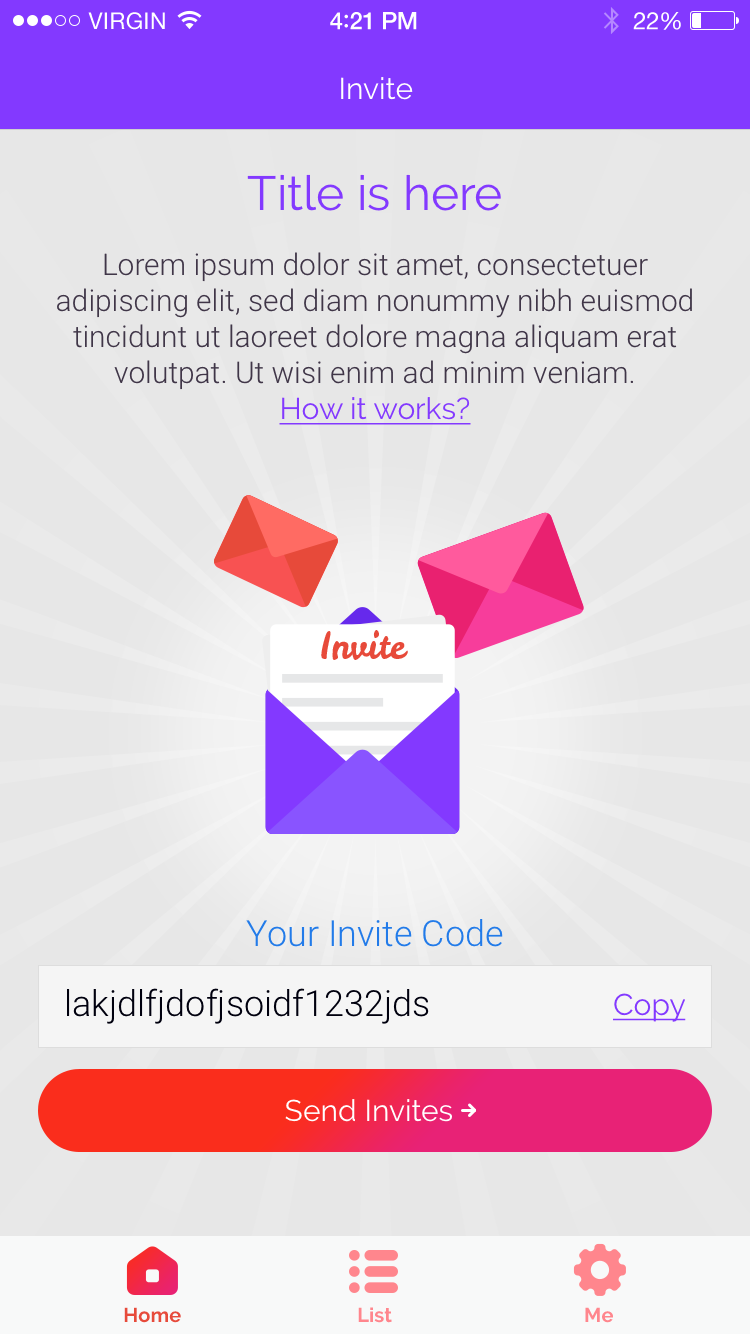 VIRGIN 4:21 PM 22%
Invite
Title is here
Lorem ipsum dolor sit amet, consectetuer
adipiscing elit, sed diam nonummy nibh euismod
tincidunt ut laoreet dolore magna aliquam erat
volutpat. Ut wisi enim ad minim veniam.
How it works?
Invite
Your Invite Code
lakjdlfjdofjsoidf1232jds Copy
Send Invites →
Home List Me